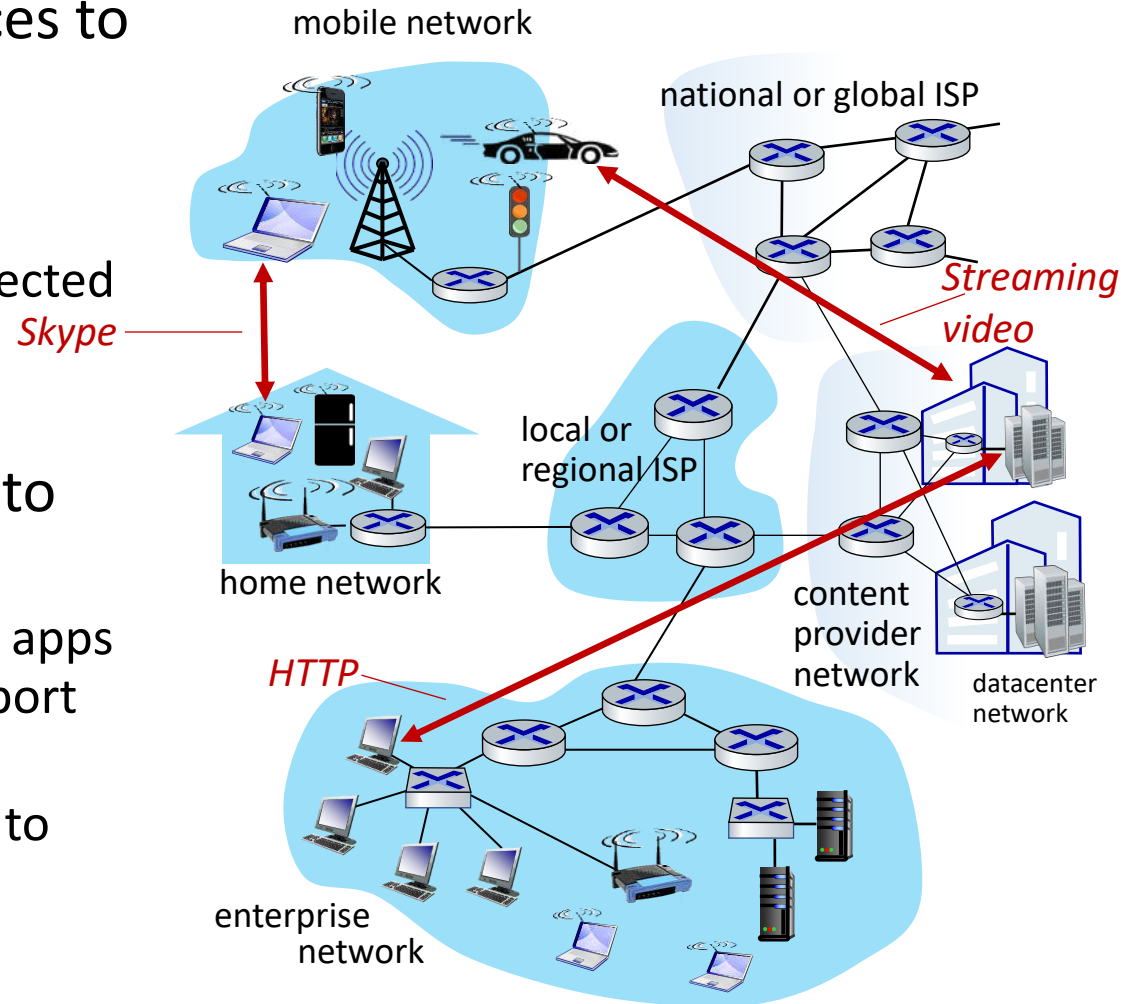 ces to
mobile network
national or global ISP
ected
Skype
Streaming
video
local or
regional ISP
to
home network
content
provider
network
apps
port
HTTP
datacenter
network
to
enterprise
network